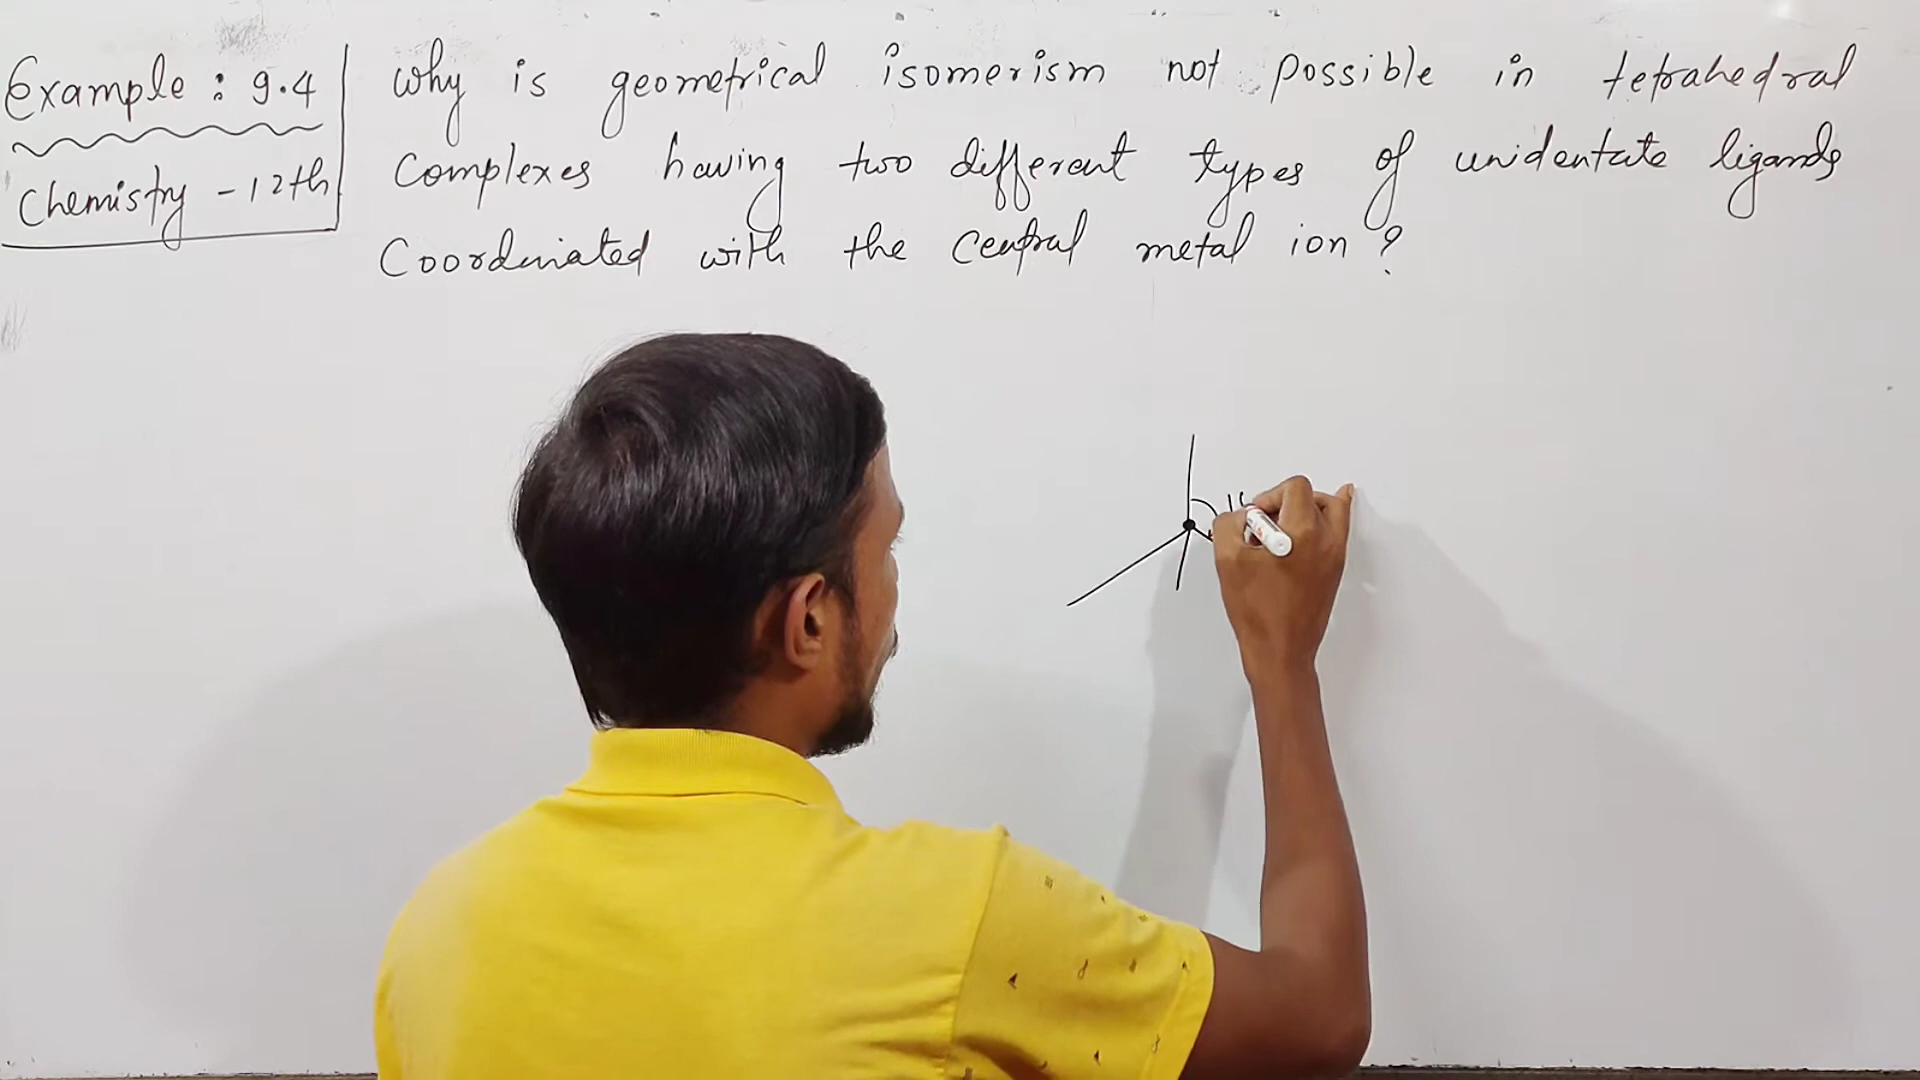 Example : 9.4
Chemistry - 12th
Why is geometrical isomerism not possible in tetrahedral
Complexes having two different types of unidentate ligands
Coordinated with the central metal ion ?